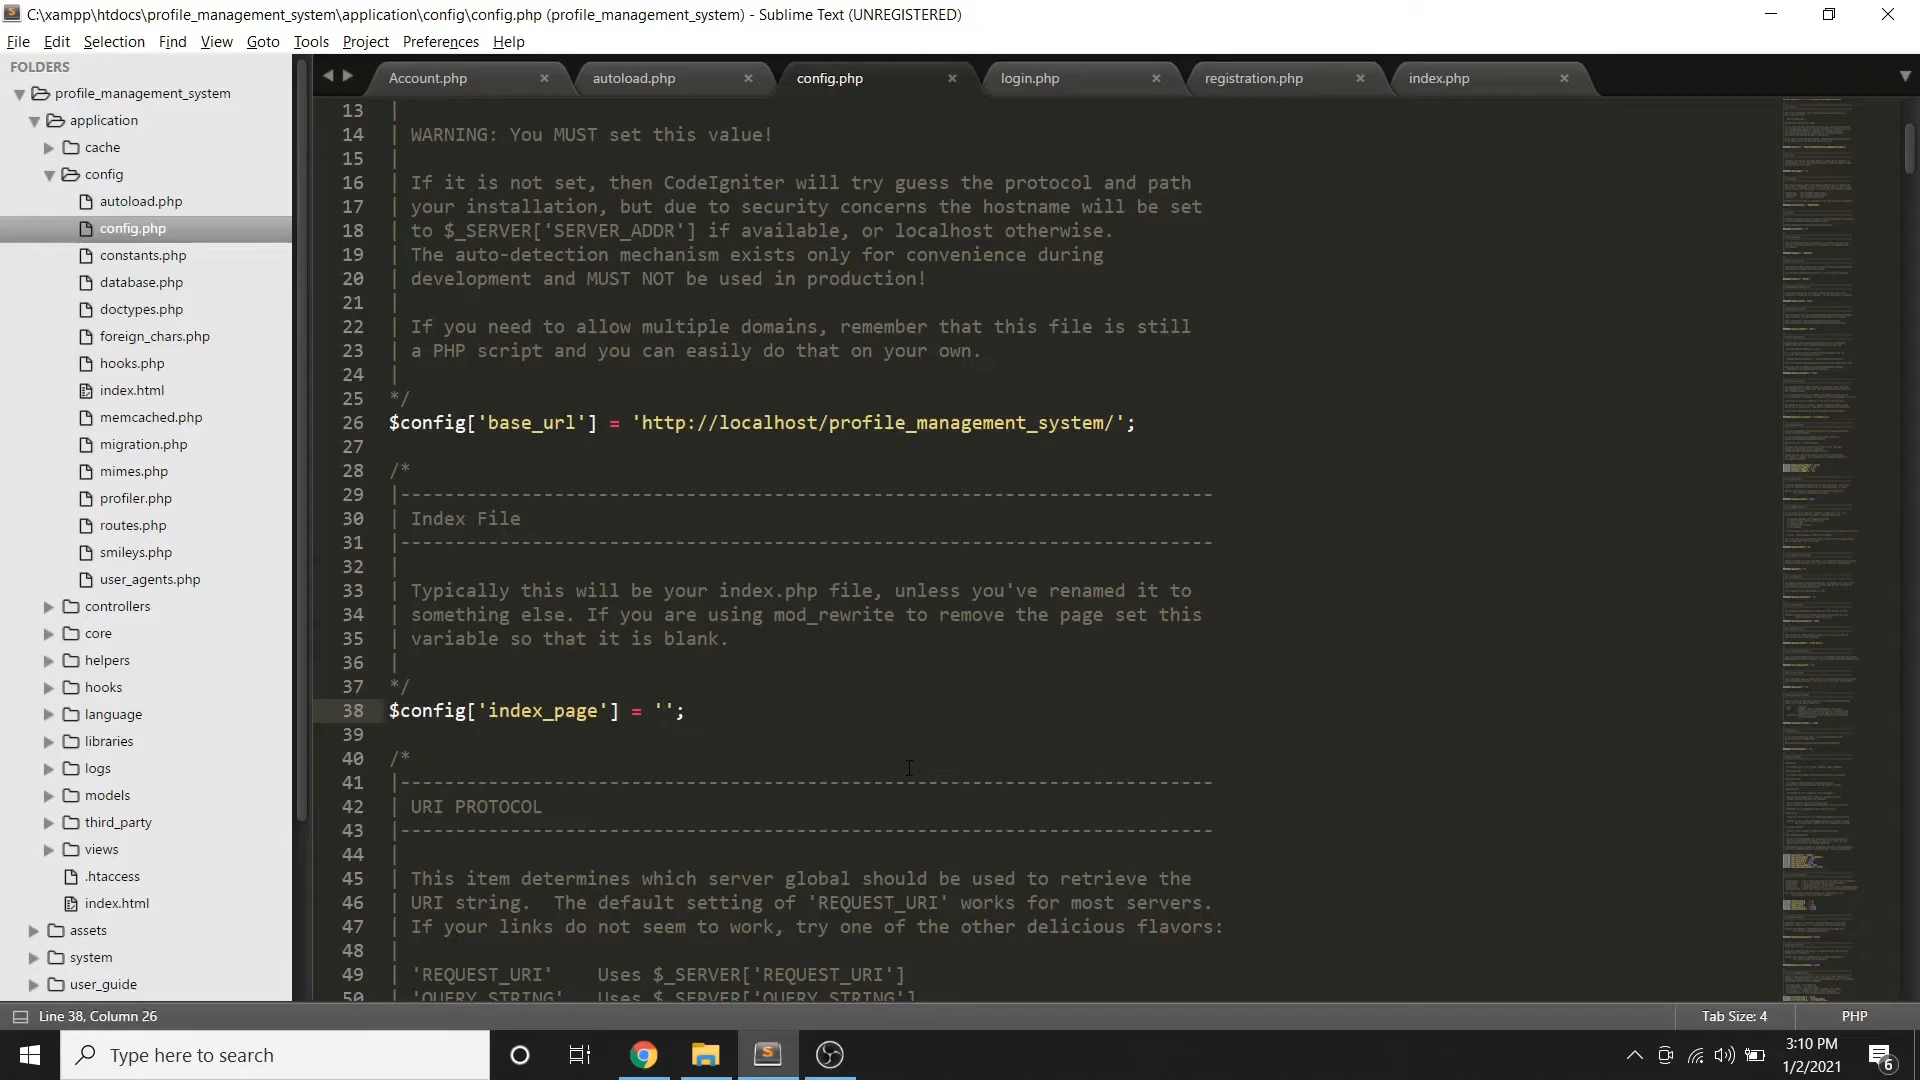 C:\xampp\htdocs\profile_management_system\application\config\config.php (profile_management_system) - Sublime Text (UNREGISTERED)
File Edit Selection Find View Goto Tools Project Preferences Help
FOLDERS
profile_management_system
application
cache
config
autoload.php
config.php
constants.php
database.php
doctypes.php
foreign_chars.php
hooks.php
index.html
memcached.php
migration.php
mimes.php
profiler.php
routes.php
smileys.php
user_agents.php
controllers
core
helpers
hooks
language
libraries
logs
models
third_party
views
.htaccess
index.html
assets
system
user_guide
Account.php autoload.php config.php login.php registration.php index.php
13 |
14 | WARNING: You MUST set this value!
15 |
16 | If it is not set, then CodeIgniter will try guess the protocol and path
17 | your installation, but due to security concerns the hostname will be set
18 | to $_SERVER['SERVER_ADDR'] if available, or localhost otherwise.
19 | The auto-detection mechanism exists only for convenience during
20 | development and MUST NOT be used in production!
21 |
22 | If you need to allow multiple domains, remember that this file is still
23 | a PHP script and you can easily do that on your own.
24 |
25 */
26 $config['base_url'] = 'http://localhost/profile_management_system/';
27
28 /*
29 |--------------------------------------------------------------------------
30 | Index File
31 |--------------------------------------------------------------------------
32 |
33 | Typically this will be your index.php file, unless you've renamed it to
34 | something else. If you are using mod_rewrite to remove the page set this
35 | variable so that it is blank.
36 |
37 */
38 $config['index_page'] = '';
39
40 /*
41 |--------------------------------------------------------------------------
42 | URI PROTOCOL
43 |--------------------------------------------------------------------------
44 |
45 | This item determines which server global should be used to retrieve the
46 | URI string.  The default setting of 'REQUEST_URI' works for most servers.
47 | If your links do not seem to work, try one of the other delicious flavors:
48 |
49 | 'REQUEST_URI'    Uses $_SERVER['REQUEST_URI']
50 | 'QUERY_STRING'   Uses $_SERVER['QUERY_STRING']
Line 38, Column 26 Tab Size: 4 PHP
Type here to search
3:10 PM
1/2/2021
6